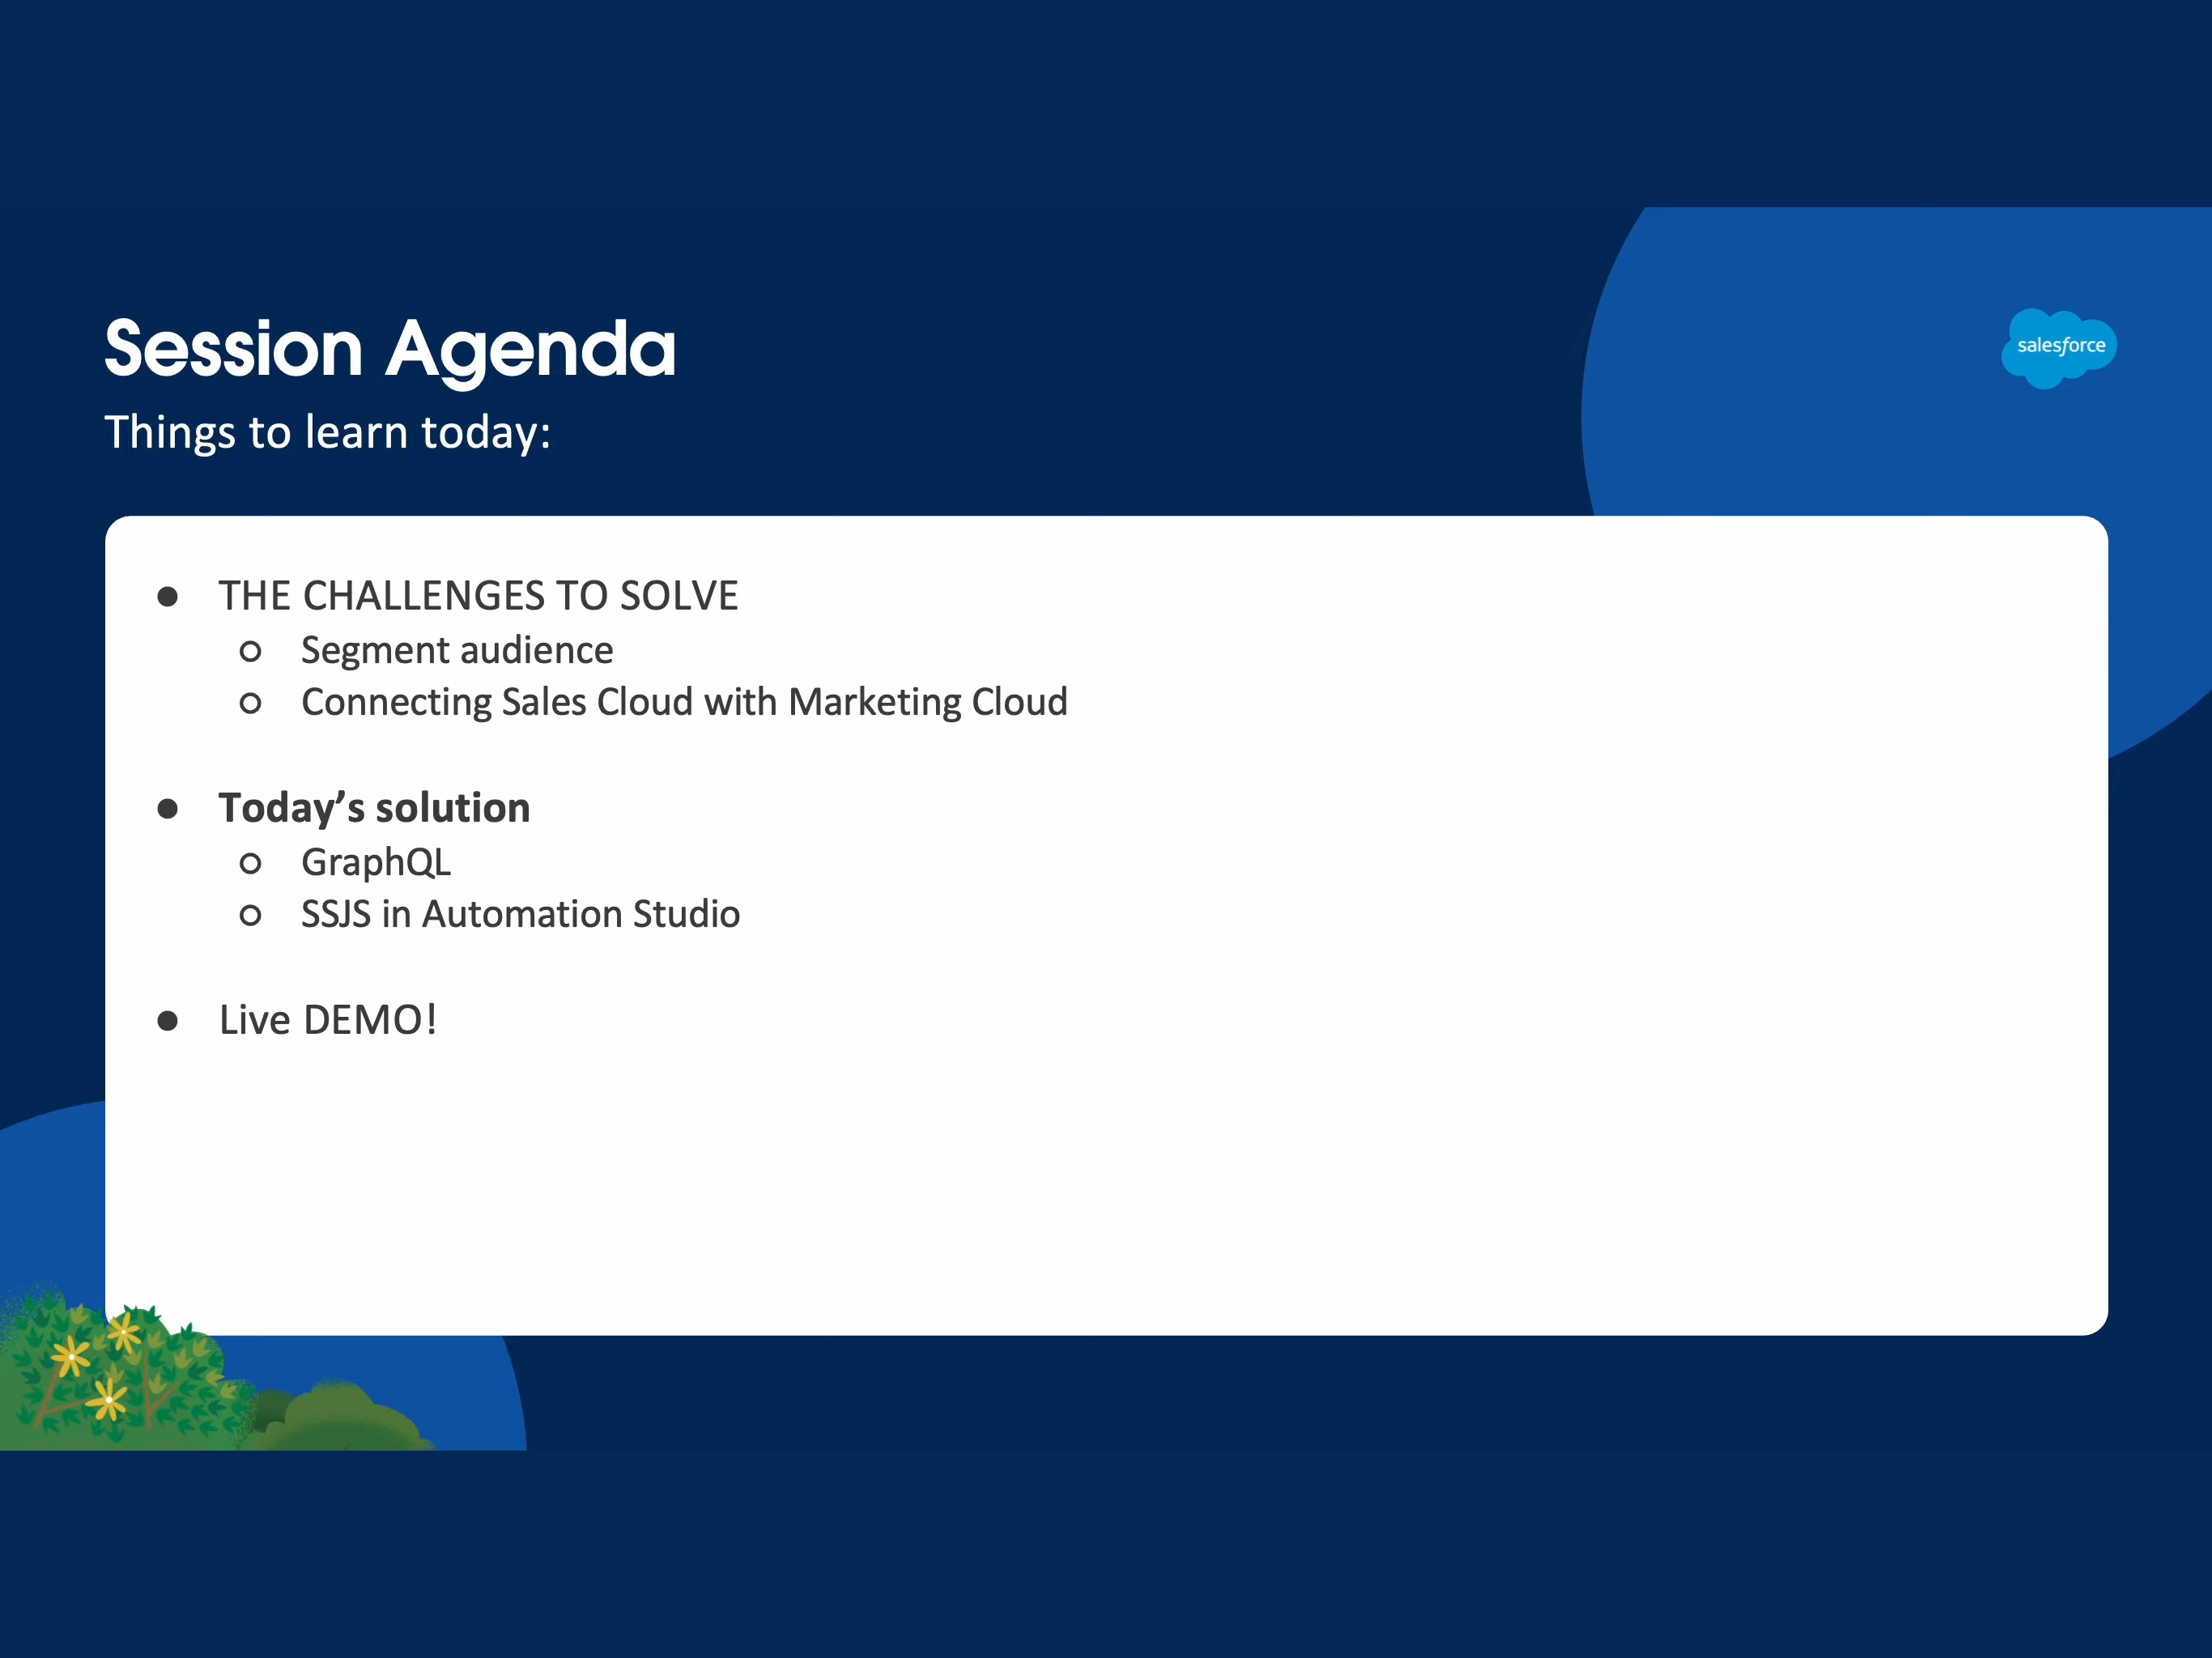 Session Agenda
salesforce
Things to learn today:
● THE CHALLENGES TO SOLVE
○ Segment audience
○ Connecting Sales Cloud with Marketing Cloud
● Today’s solution
○ GraphQL
○ SSJS in Automation Studio
● Live DEMO!